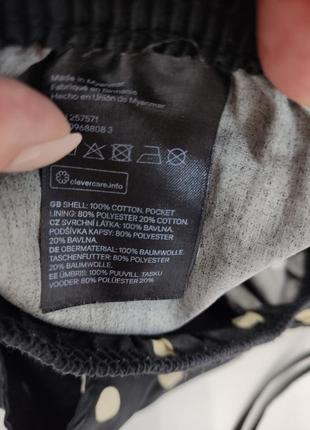 Made in Myanmar
Fabriqué en Birmanie
Hecho en Unión de Myanmar
257571
0968808 3
clevercare.info
GB SHELL: 100% COTTON. POCKET
LINING: 80% POLYESTER 20% COTTON.
CZ SVRCHNÍ LÁTKA: 100% BAVLNA.
PODŠÍVKA KAPSY: 80% POLYESTER
20% BAVLNA.
DE OBERMATERIAL: 100% BAUMWOLLE.
TASCHENFUTTER: 80% POLYESTER
20% BAUMWOLLE.
EE ÜMBRIS: 100% PUUVILL. TASKU
VOODER: 80% POLÜESTER 20%